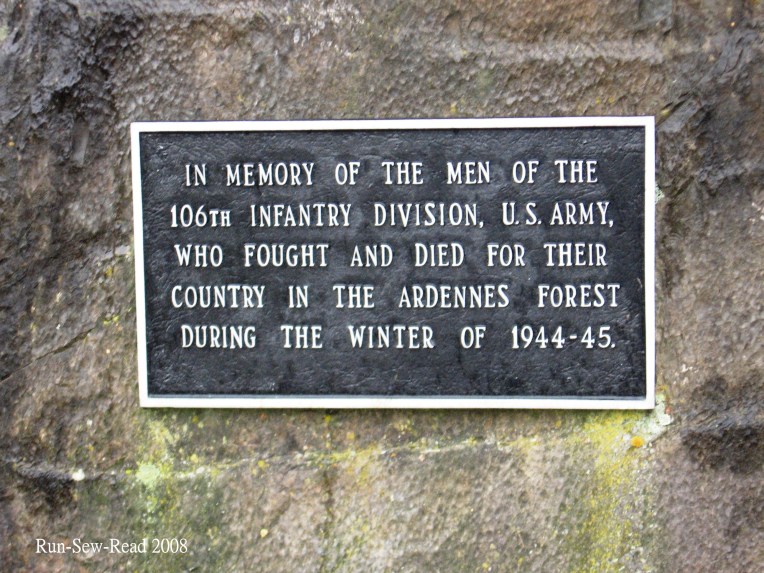 IN MEMORY OF THE MEN OF THE
106TH INFANTRY DIVISION, U.S. ARMY,
WHO FOUGHT AND DIED FOR THEIR
COUNTRY IN THE ARDENNES FOREST
DURING THE WINTER OF 1944-45.
Run-Sew-Read 2008